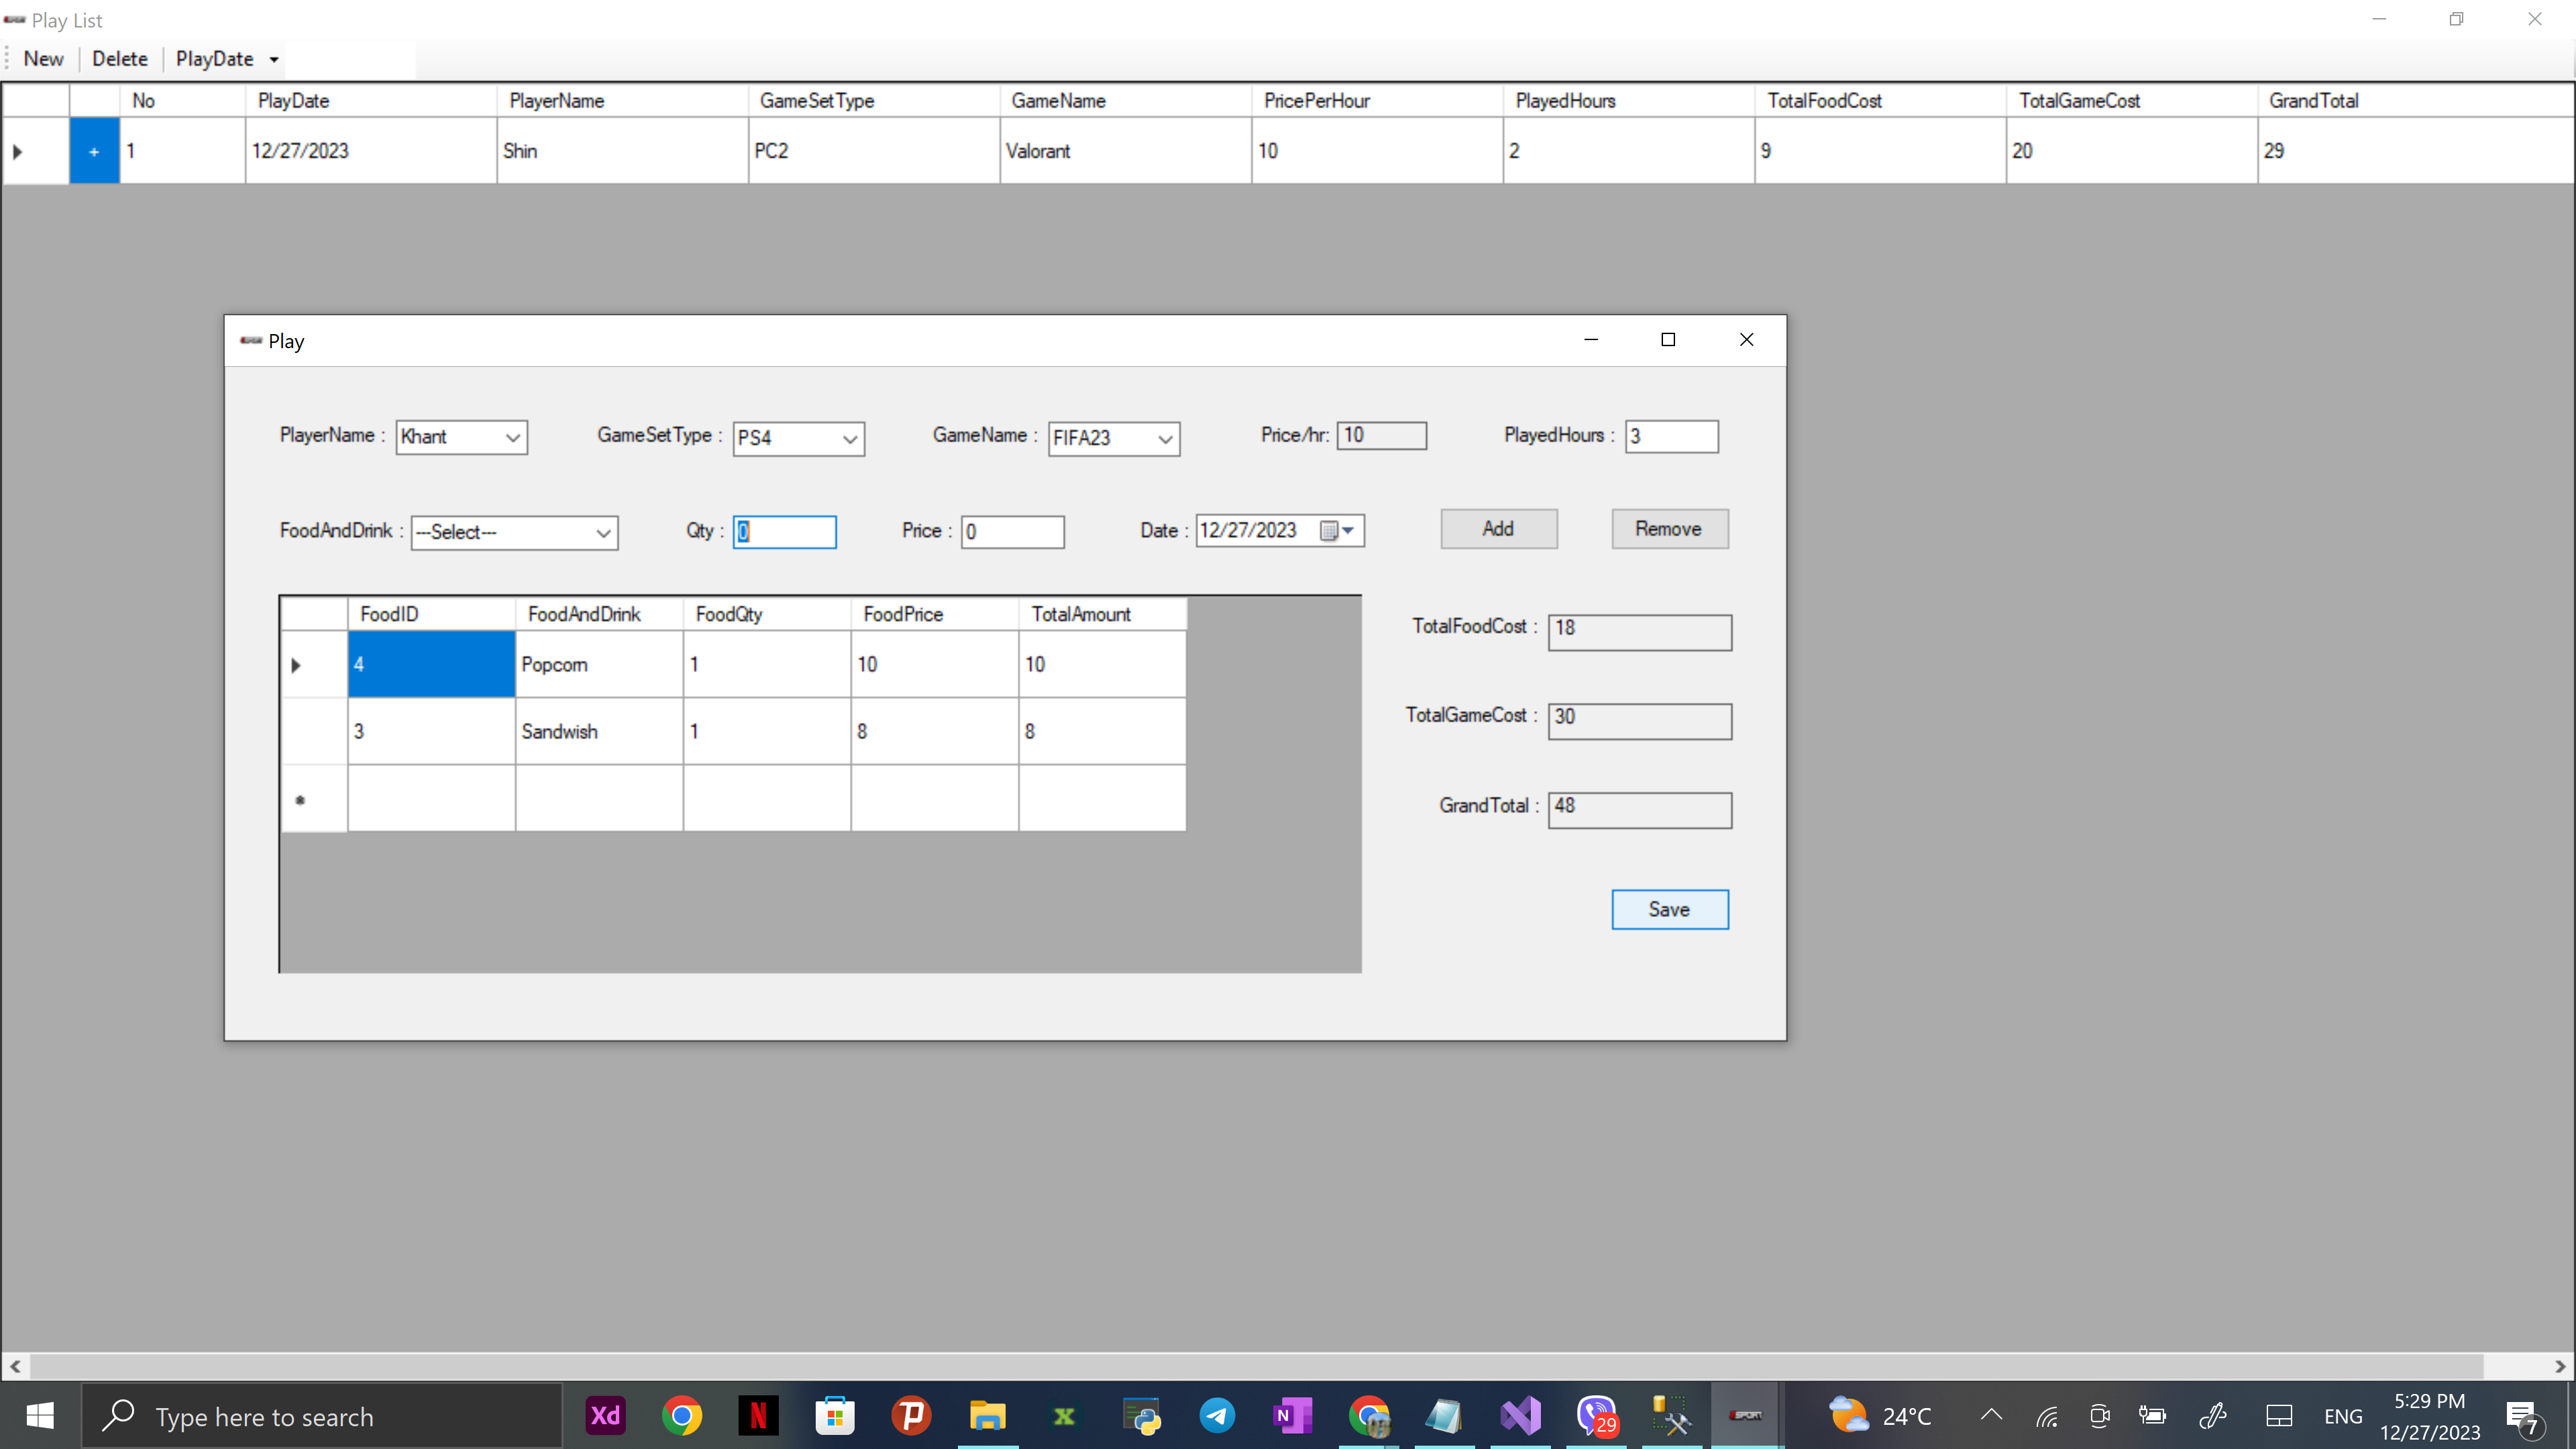 Play List
New Delete PlayDate
No PlayDate PlayerName GameSetType GameName PricePerHour PlayedHours TotalFoodCost TotalGameCost GrandTotal
+ 1 12/27/2023 Shin PC2 Valorant 10 2 9 20 29
Play
PlayerName : Khant GameSetType : PS4 GameName : FIFA23 Price/hr: 10 PlayedHours : 3
FoodAndDrink : ---Select--- Qty : 0 Price : 0 Date : 12/27/2023 Add Remove
FoodID FoodAndDrink FoodQty FoodPrice TotalAmount
4 Popcorn 1 10 10
3 Sandwish 1 8 8
TotalFoodCost : 18
TotalGameCost : 30
GrandTotal : 48
Save
Type here to search Xd N N 29 24°C ENG 5:29 PM
12/27/2023 7